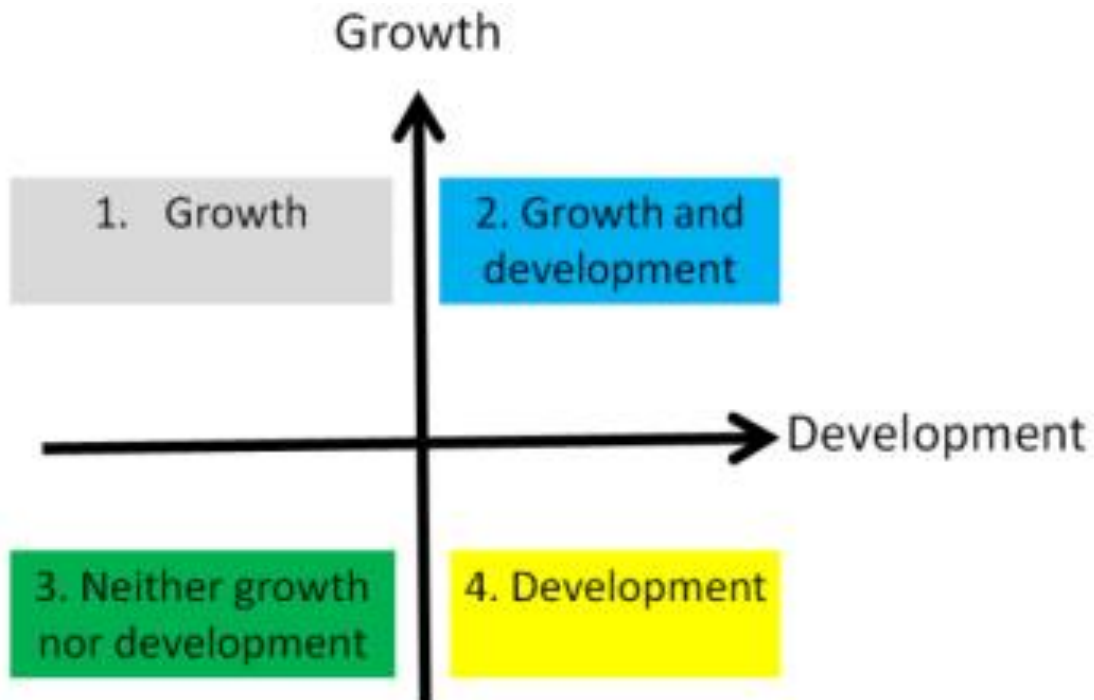 Growth
1. Growth
2. Growth and
development
Development
3. Neither growth
nor development
4. Development